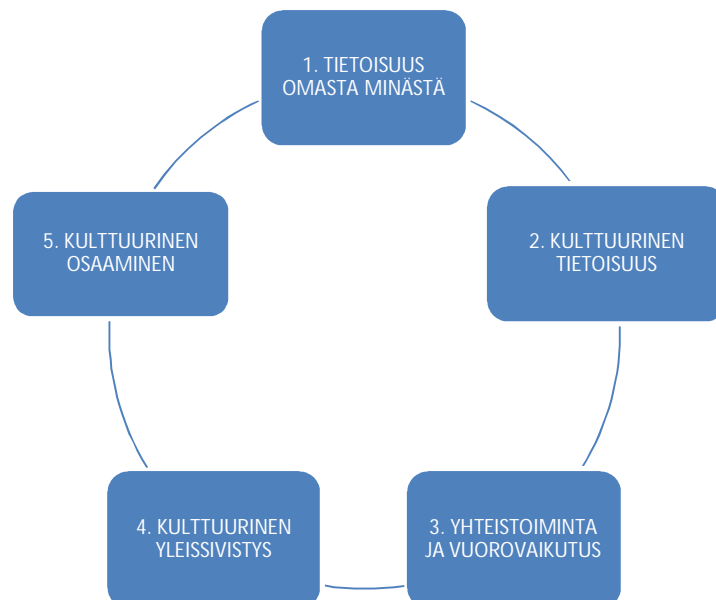 1. TIETOISUUS
OMASTA MINÄSTÄ
2. KULTTUURINEN
TIETOISUUS
3. YHTEISTOIMINTA
JA VUOROVAIKUTUS
4. KULTTUURINEN
YLEISSIVISTYS
5. KULTTUURINEN
OSAAMINEN